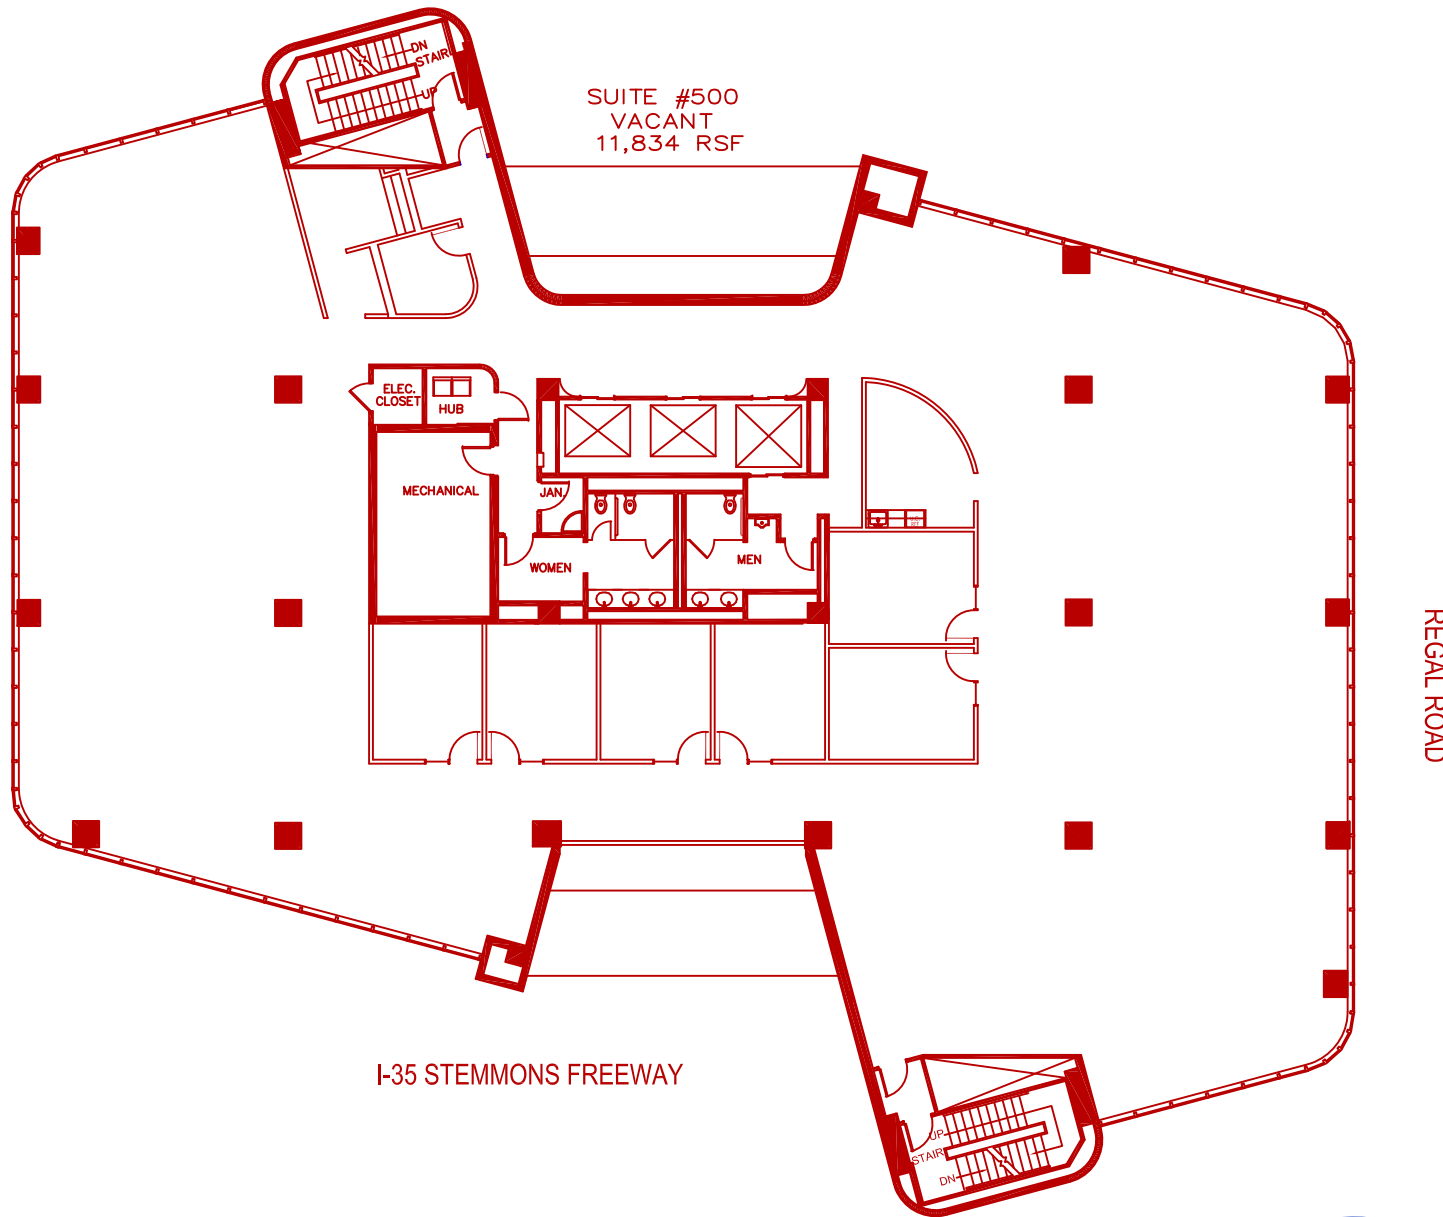 DN
STAIR
UP
SUITE #500
VACANT
11,834 RSF
ELEC.
CLOSET
HUB
MECHANICAL
JAN.
WOMEN
MEN
REGAL ROAD
I-35 STEMMONS FREEWAY
UP
STAIR
DN